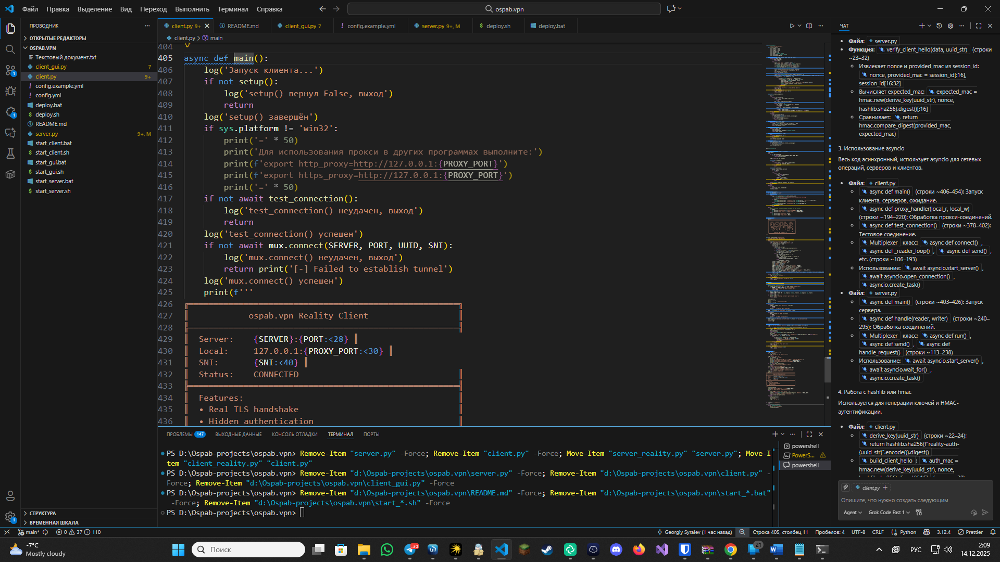 Файл Правка Выделение Вид Переход Выполнить Терминал Справка
ospab.vpn
ПРОВОДНИК
ОТКРЫТЫЕ РЕДАКТОРЫ
OSPAB.VPN
Текстовый документ.txt
client_gui.py 7
client.py 9+
config.example.yml
config.yml
deploy.bat
deploy.sh
README.md
server.py 9+, M
start_client.bat
start_client.sh
start_gui.bat
start_gui.sh
start_server.bat
start_server.sh
СТРУКТУРА
ВРЕМЕННАЯ ШКАЛА
client.py 9+ README.md client_gui.py 7 config.example.yml server.py 9+, M deploy.sh deploy.bat
client.py > main
404
405 async def main():
406 log('Запуск клиента...')
407 if not setup():
408 log('setup() вернул False, выход')
409 return
410 log('setup() завершён')
411 if sys.platform != 'win32':
412 print('=' * 50)
413 print('Для использования прокси в других программах выполните:')
414 print(f'export http_proxy=http://127.0.0.1:{PROXY_PORT}')
415 print(f'export https_proxy=http://127.0.0.1:{PROXY_PORT}')
416 print('=' * 50)
417 if not await test_connection():
418 log('test_connection() неудачен, выход')
419 return
420 log('test_connection() успешен')
421 if not await mux.connect(SERVER, PORT, UUID, SNI):
422 log('mux.connect() неудачен, выход')
423 return print('[-] Failed to establish tunnel')
424 log('mux.connect() успешен')
425 print(f'''
426
427 ospab.vpn Reality Client
428
429 Server: {SERVER}:{PORT:<28}
430 Local: 127.0.0.1:{PROXY_PORT:<30}
431 SNI: {SNI:<40}
432 Status: CONNECTED
433
434 Features:
435 • Real TLS handshake
436 • Hidden authentication
ПРОБЛЕМЫ 147 ВЫХОДНЫЕ ДАННЫЕ КОНСОЛЬ ОТЛАДКИ ТЕРМИНАЛ ПОРТЫ
PS D:\Ospab-projects\ospab.vpn> Remove-Item "server.py" -Force; Remove-Item "client.py" -Force; Move-Item "server_reality.py" "server.py"; Move-I
tem "client_reality.py" "client.py"
PS D:\Ospab-projects\ospab.vpn> Remove-Item "d:\Ospab-projects\ospab.vpn\server.py" -Force; Remove-Item "d:\Ospab-projects\ospab.vpn\client.py" -
Force; Remove-Item "d:\Ospab-projects\ospab.vpn\client_gui.py" -Force
PS D:\Ospab-projects\ospab.vpn> Remove-Item "d:\Ospab-projects\ospab.vpn\README.md" -Force; Remove-Item "d:\Ospab-projects\ospab.vpn\start_*.bat"
-Force; Remove-Item "d:\Ospab-projects\ospab.vpn\start_*.sh" -Force
PS D:\Ospab-projects\ospab.vpn>
powershell
PowerS...
powershell
ЧАТ
• Файл: server.py
• Функция: verify_client_hello(data, uuid_str) (строки
~23–32)
Извлекает nonce и provided_mac из session_id:
nonce, provided_mac = session_id[:16],
session_id[16:32]
Вычисляет expected_mac: expected_mac =
hmac.new(derive_key(uuid_str), nonce,
hashlib.sha256).digest()[:16]
Сравнивает: return
hmac.compare_digest(provided_mac,
expected_mac)
3. Использование asyncio
Весь код асинхронный, использует asyncio для сетевых
операций, серверов и клиентов.
• Файл: client.py
async def main() (строки ~406–454): Запуск
клиента, серверов, ожидание.
async def proxy_handler(local_r, local_w)
(строки ~194–220): Обработка прокси-соединений.
async def test_connection() (строки ~378–402):
Тестовое соединение.
Multiplexer класс: async def connect() ,
async def _reader_loop() , async def send() ,
etc. (строки ~106–193)
Использование: await asyncio.start_server() ,
await asyncio.open_connection() ,
asyncio.create_task()
• Файл: server.py
async def main() (строки ~403–426): Запуск
сервера.
async def handle(reader, writer) (строки ~240–
295): Обработка соединений.
Multiplexer класс: async def run() ,
async def send() , async def
handle_request() (строки ~113–238)
Использование: await asyncio.start_server() ,
await asyncio.wait_for() ,
asyncio.create_task()
4. Работа с hashlib или hmac
Используется для генерации ключей и HMAC-
аутентификации.
• Файл: client.py
derive_key(uuid_str) (строки ~22–24):
return hashlib.sha256(f"reality-auth-
{uuid_str}".encode()).digest()
build_client_hello : auth_mac =
hmac.new(derive_key(uuid_str), nonce,
client.py
Опишите, что нужно создать следующим
Agent Grok Code Fast 1
main* 0 37 110
Georgiy Syralev (1 час назад) Строка 405, столбец 11 Пробелов: 4 UTF-8 CRLF Python 3.12.4 Prettier
-7°C
Mostly cloudy
Поиск
30
21
РУС
2:09
14.12.2025